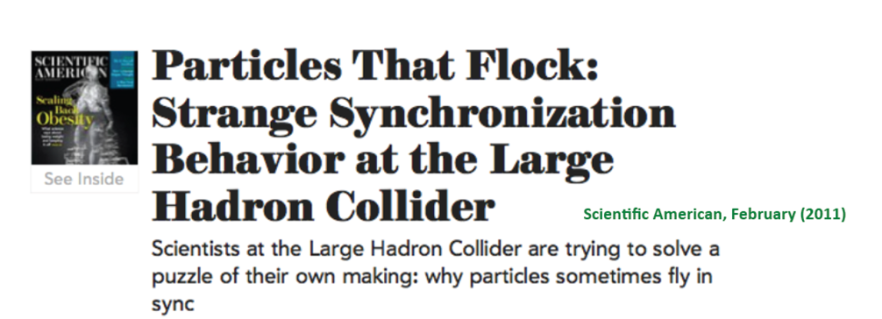 SCIENTIFIC
AMERICAN
Scaling
Back
Obesity
See Inside
Particles That Flock:
Strange Synchronization
Behavior at the Large
Hadron Collider
Scientific American, February (2011)
Scientists at the Large Hadron Collider are trying to solve a
puzzle of their own making: why particles sometimes fly in
sync